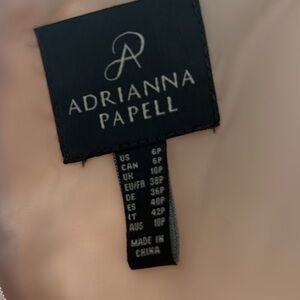 ADRIANNA
PAPELL
US 6P
CAN 6P
UK 10P
EU/FR 38P
DE 36P
ES 40P
IT 42P
AUS 10P
MADE IN
CHINA